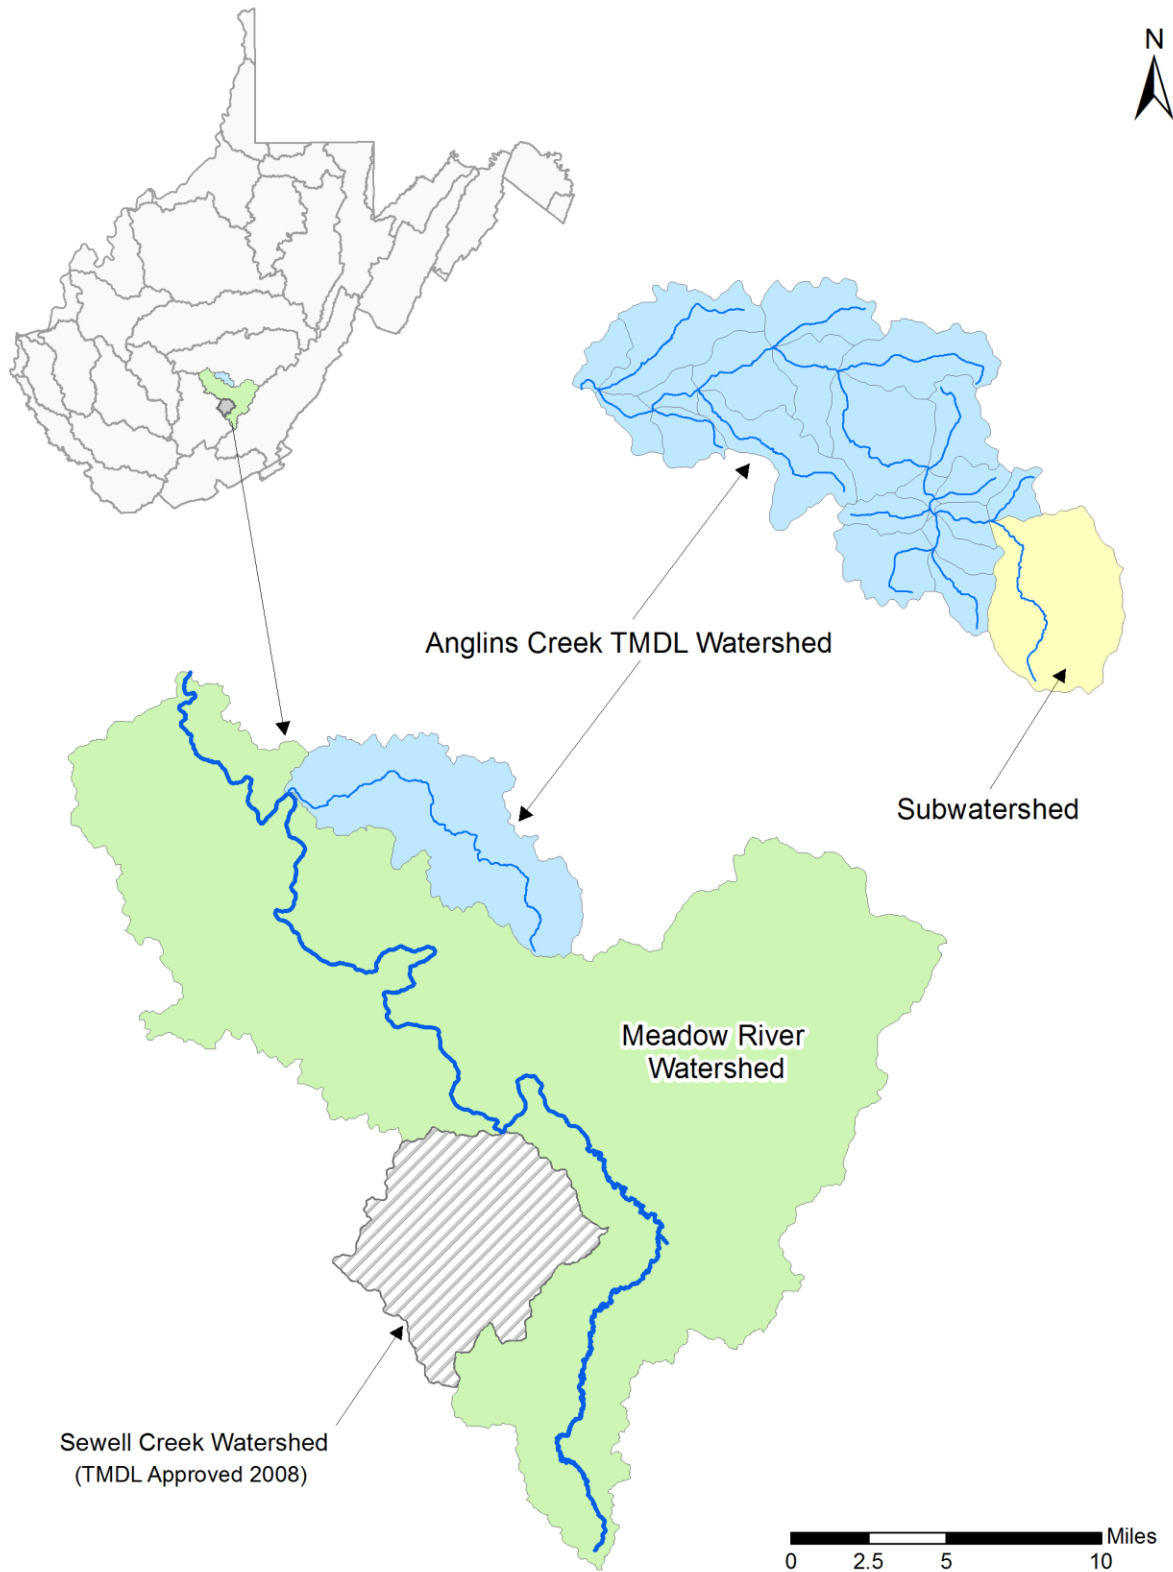 N
Anglins Creek TMDL Watershed
Subwatershed
Meadow River
Watershed
Sewell Creek Watershed
(TMDL Approved 2008)
Miles
0 2.5 5 10